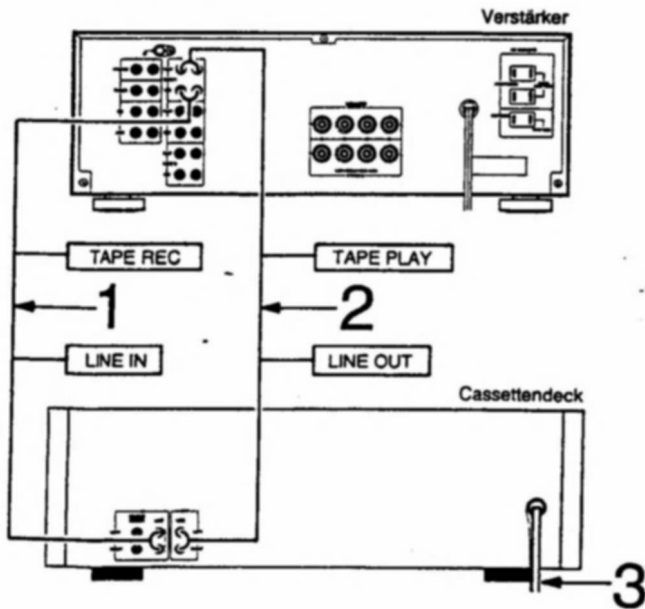 Verstärker
TAPE REC
TAPE PLAY
1
2
LINE IN
LINE OUT
Cassettendeck
3